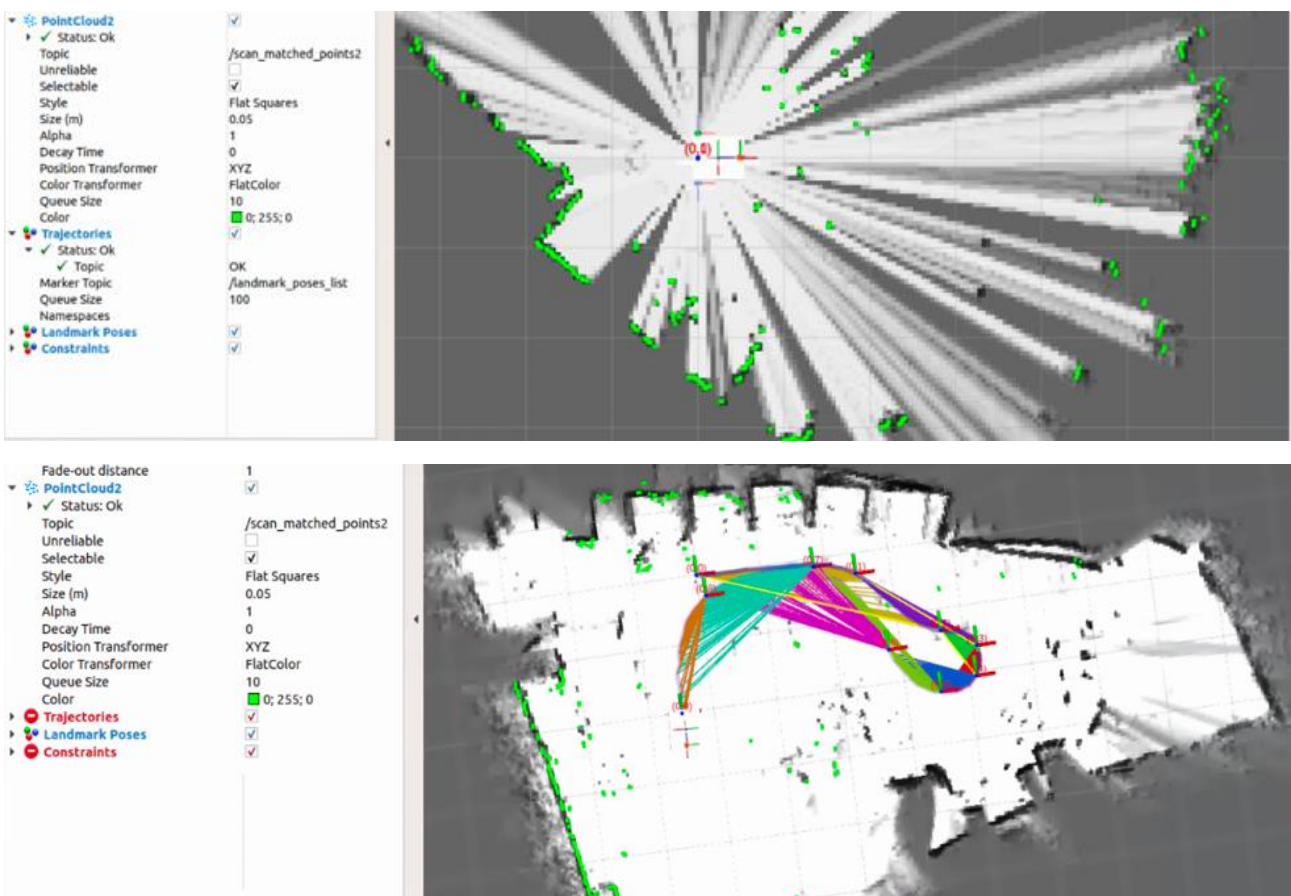 PointCloud2
Status: Ok
Topic /scan_matched_points2
Unreliable
Selectable
Style Flat Squares
Size (m) 0.05
Alpha 1
Decay Time 0
Position Transformer XYZ
Color Transformer FlatColor
Queue Size 10
Color 0; 255; 0
Trajectories
Status: Ok
Topic OK
Marker Topic /landmark_poses_list
Queue Size 100
Namespaces
Landmark Poses
Constraints
Fade-out distance 1
PointCloud2
Status: Ok
Topic /scan_matched_points2
Unreliable
Selectable
Style Flat Squares
Size (m) 0.05
Alpha 1
Decay Time 0
Position Transformer XYZ
Color Transformer FlatColor
Queue Size 10
Color 0; 255; 0
Trajectories
Landmark Poses
Constraints